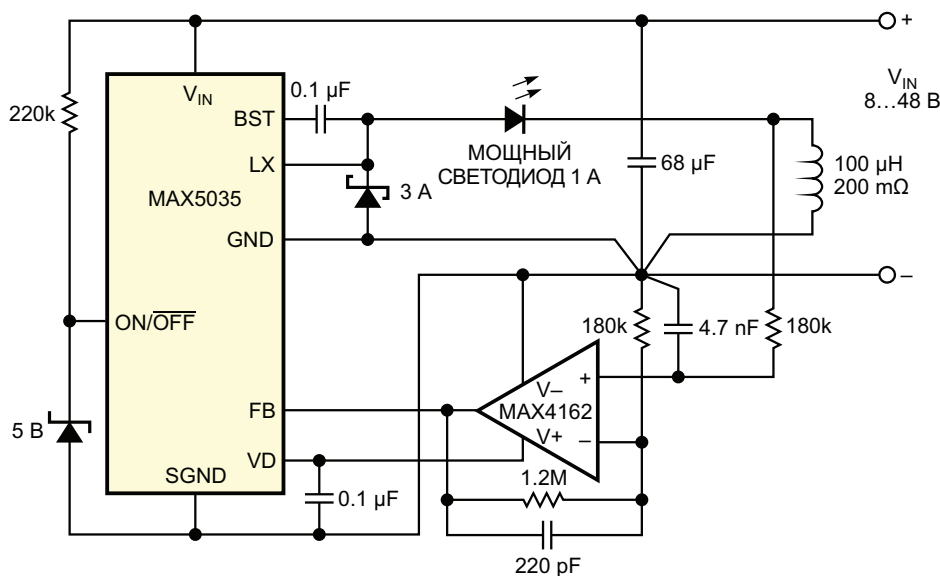 +
V_IN
8...48 В
220k
V_IN
0.1 µF
BST
МОЩНЫЙ
СВЕТОДИОД 1 А
68 µF
100 µH
200 mΩ
LX
MAX5035
3 А
GND
–
ON/OFF
180k
4.7 nF
180k
V–
+
FB
MAX4162
5 В
V+
–
VD
1.2M
SGND
0.1 µF
220 pF